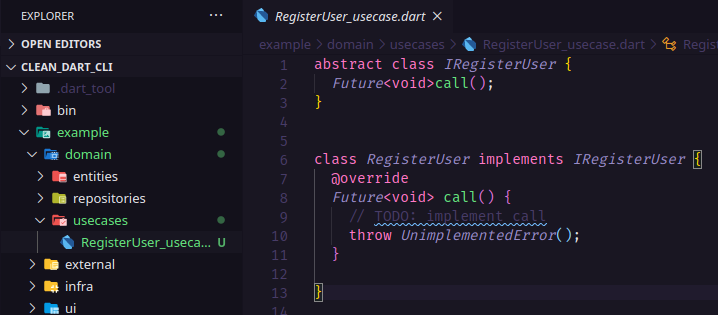 EXPLORER
OPEN EDITORS
CLEAN_DART_CLI
.dart_tool
bin
example
domain
entities
repositories
usecases
RegisterUser_useca... U
external
infra
ui
RegisterUser_usecase.dart
example > domain > usecases > RegisterUser_usecase.dart > Regis
1 abstract class IRegisterUser {
2 Future<void>call();
3 }
4
5
6 class RegisterUser implements IRegisterUser {
7 @override
8 Future<void> call() {
9 // TODO: implement call
10 throw UnimplementedError();
11 }
12
13 }
14